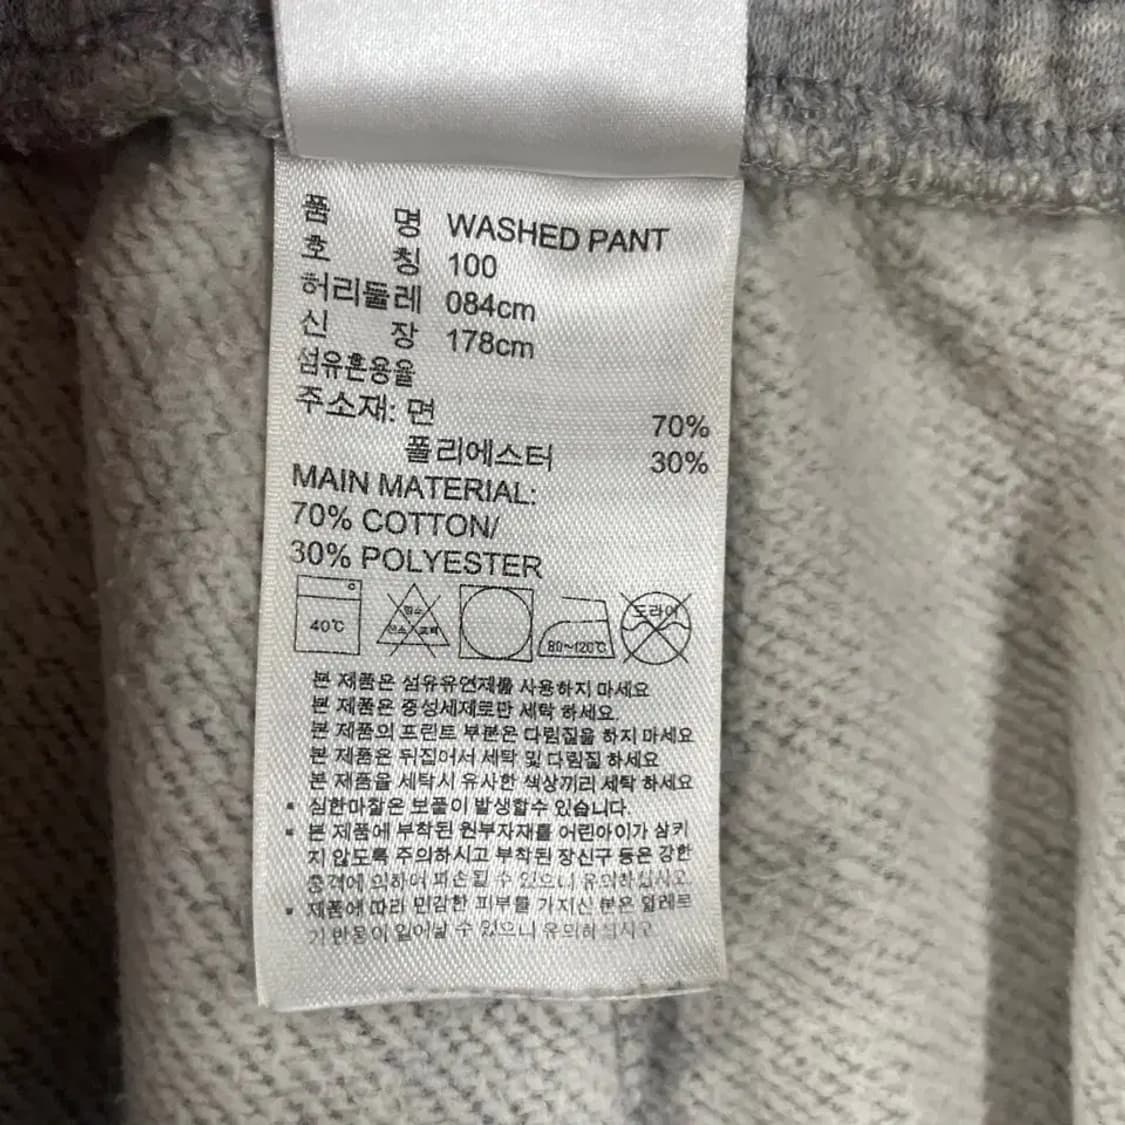 품 명 WASHED PANT
호 칭 100
허리둘레 084cm
신 장 178cm
섬유혼용율
주소재: 면 70%
폴리에스터 30%
MAIN MATERIAL:
70% COTTON/
30% POLYESTER
40℃ 염소 산소 표백 80~120℃ 도라이
본 제품은 섬유유연제를 사용하지 마세요
본 제품은 중성세제로만 세탁 하세요.
본 제품의 프린트 부분은 다림질을 하지 마세요
본 제품은 뒤집어서 세탁 및 다림질 하세요
본 제품을 세탁시 유사한 색상끼리 세탁 하세요
▪ 심한마찰은 보풀이 발생할수 있습니다.
▪ 본 제품에 부착된 원부자재를 어린아이가 삼키
지 않도록 주의하시고 부착된 장신구 등은 강한
충격에 의하여 파손될 수 있으니 유의하십시오.
▪ 제품에 따라 민감한 피부를 가지신 분은 알레르
기 반응이 일어날 수 있으니 유의하십시오.